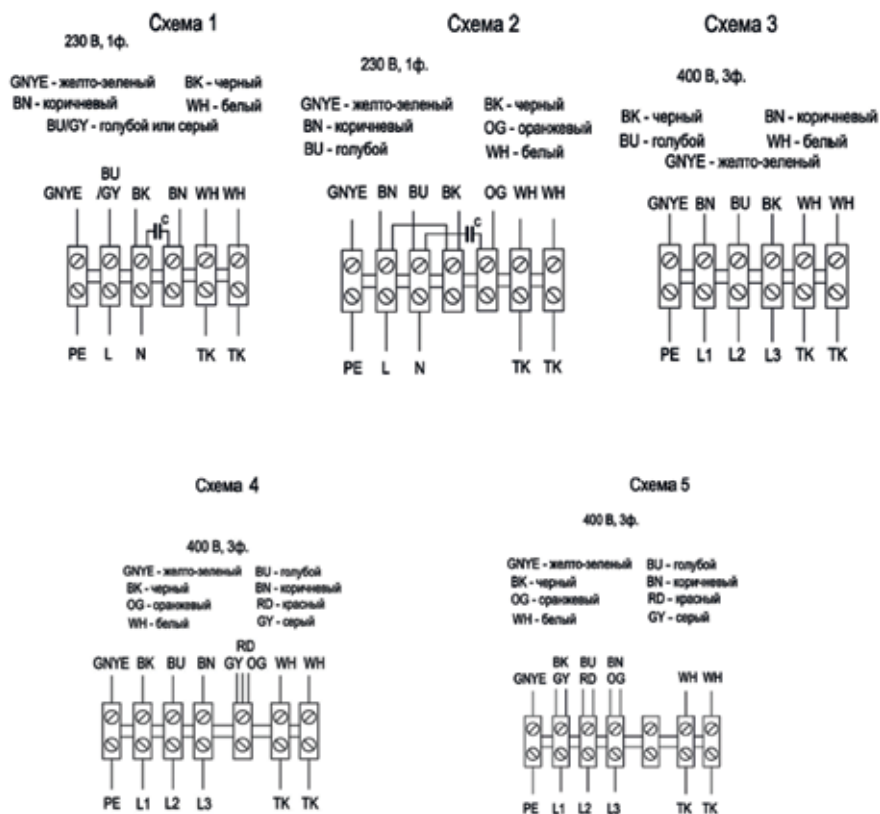 Схема 1
230 В, 1ф.
GNYE - желто-зеленый BK - черный
BN - коричневый WH - белый
BU/GY - голубой или серый
BU
GNYE /GY BK BN WH WH
C
PE L N TK TK
Схема 2
230 В, 1ф.
GNYE - желто-зеленый BK - черный
BN - коричневый OG - оранжевый
BU - голубой WH - белый
GNYE BN BU BK OG WH WH
C
PE L N TK TK
Схема 3
400 В, 3ф.
BK - черный BN - коричневый
BU - голубой WH - белый
GNYE - желто-зеленый
GNYE BN BU BK WH WH
PE L1 L2 L3 TK TK
Схема 4
400 В, 3ф.
GNYE - желто-зеленый BU - голубой
BK - черный BN - коричневый
OG - оранжевый RD - красный
WH - белый GY - серый
RD
GNYE BK BU BN GY OG WH WH
PE L1 L2 L3 TK TK
Схема 5
400 В, 3ф.
GNYE - желто-зеленый BU - голубой
BK - черный BN - коричневый
OG - оранжевый RD - красный
WH - белый GY - серый
BK BU BN
GNYE GY RD OG WH WH
PE L1 L2 L3 TK TK